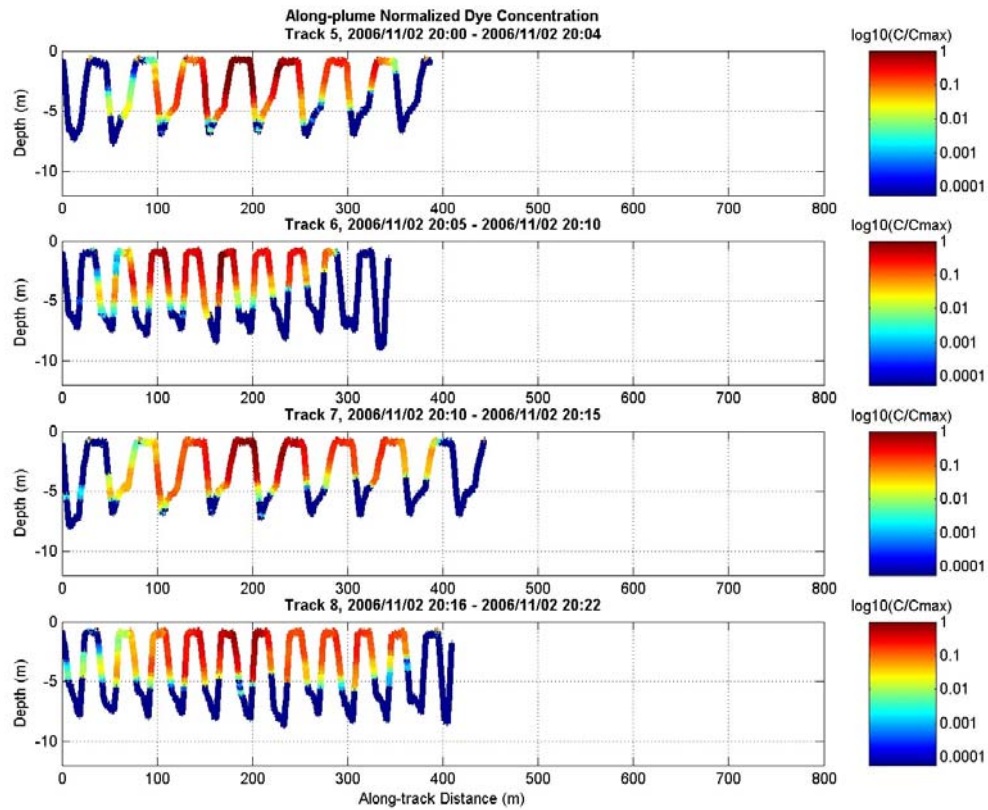 Along-plume Normalized Dye Concentration
Track 5, 2006/11/02 20:00 - 2006/11/02 20:04
log10(C/Cmax)
0
-5
-10
Depth (m)
0 100 200 300 400 500 600 700 800
1
0.1
0.01
0.001
0.0001
Track 6, 2006/11/02 20:05 - 2006/11/02 20:10
log10(C/Cmax)
0
-5
-10
Depth (m)
0 100 200 300 400 500 600 700 800
1
0.1
0.01
0.001
0.0001
Track 7, 2006/11/02 20:10 - 2006/11/02 20:15
log10(C/Cmax)
0
-5
-10
Depth (m)
0 100 200 300 400 500 600 700 800
1
0.1
0.01
0.001
0.0001
Track 8, 2006/11/02 20:16 - 2006/11/02 20:22
log10(C/Cmax)
0
-5
-10
Depth (m)
0 100 200 300 400 500 600 700 800
Along-track Distance (m)
1
0.1
0.01
0.001
0.0001